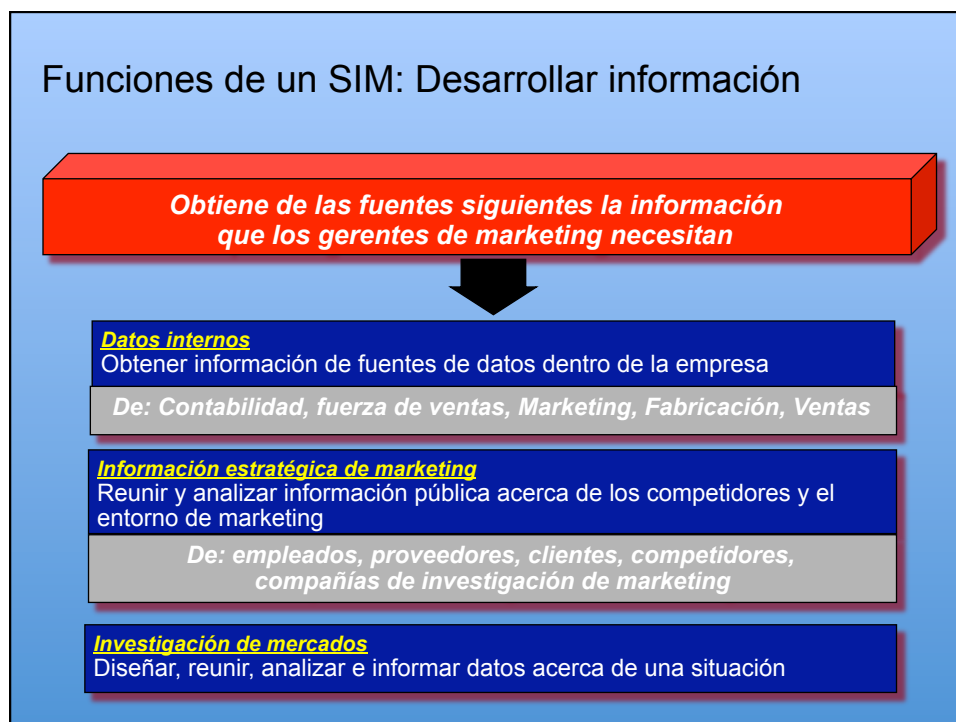 Funciones de un SIM: Desarrollar información
Obtiene de las fuentes siguientes la información
que los gerentes de marketing necesitan
Datos internos
Obtener información de fuentes de datos dentro de la empresa
De: Contabilidad, fuerza de ventas, Marketing, Fabricación, Ventas
Información estratégica de marketing
Reunir y analizar información pública acerca de los competidores y el
entorno de marketing
De: empleados, proveedores, clientes, competidores,
compañías de investigación de marketing
Investigación de mercados
Diseñar, reunir, analizar e informar datos acerca de una situación